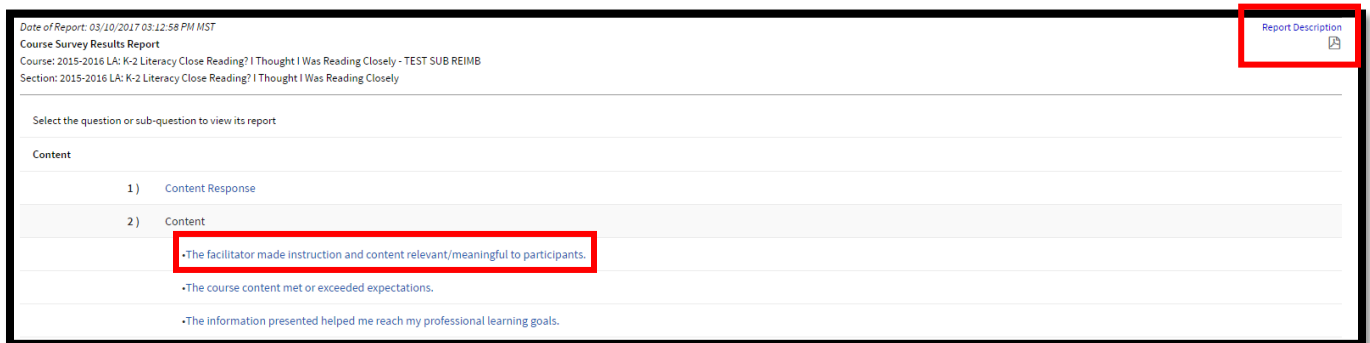 Date of Report: 03/10/2017 03:12:58 PM MST
Report Description
Course Survey Results Report
Course: 2015-2016 LA: K-2 Literacy Close Reading? I Thought I Was Reading Closely - TEST SUB REIMB
Section: 2015-2016 LA: K-2 Literacy Close Reading? I Thought I Was Reading Closely
Select the question or sub-question to view its report
Content
1 ) Content Response
2 ) Content
•The facilitator made instruction and content relevant/meaningful to participants.
•The course content met or exceeded expectations.
•The information presented helped me reach my professional learning goals.